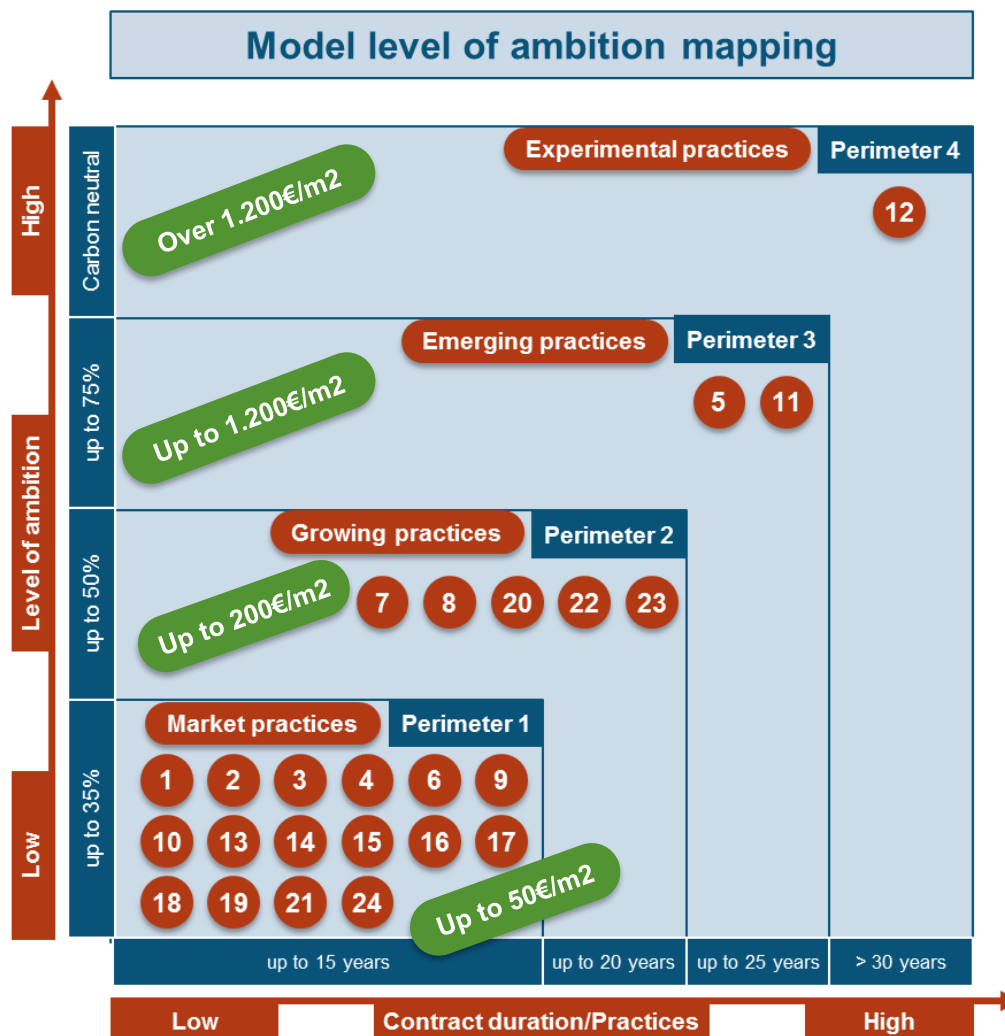 Model level of ambition mapping
High
Level of ambition
Low
Carbon neutral
up to 75%
up to 50%
up to 35%
Experimental practices
Perimeter 4
Over 1.200€/m2
12
Emerging practices
Perimeter 3
Up to 1.200€/m2
5 11
Growing practices
Perimeter 2
Up to 200€/m2
7 8 20 22 23
Market practices
Perimeter 1
1 2 3 4 6 9
10 13 14 15 16 17
18 19 21 24
Up to 50€/m2
up to 15 years
up to 20 years
up to 25 years
> 30 years
Low
Contract duration/Practices
High